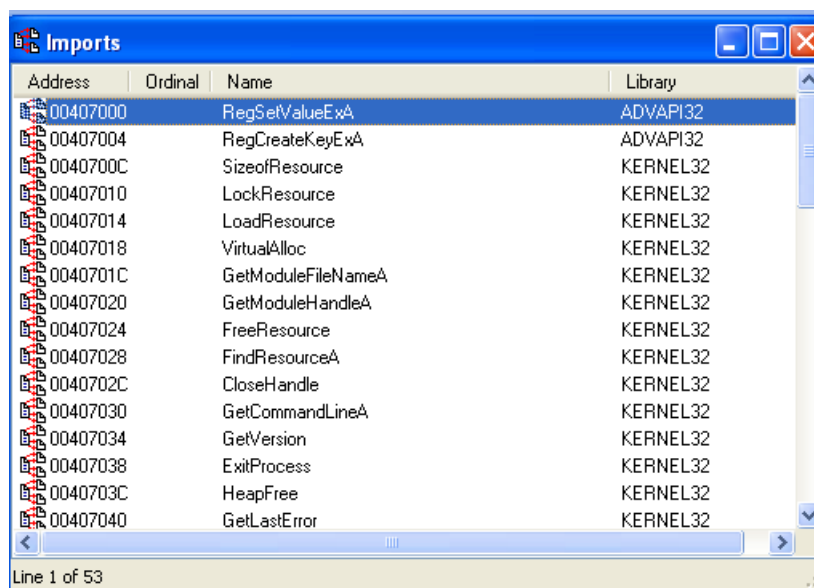 Imports
Address Ordinal Name Library
00407000 RegSetValueExA ADVAPI32
00407004 RegCreateKeyExA ADVAPI32
0040700C SizeofResource KERNEL32
00407010 LockResource KERNEL32
00407014 LoadResource KERNEL32
00407018 VirtualAlloc KERNEL32
0040701C GetModuleFileNameA KERNEL32
00407020 GetModuleHandleA KERNEL32
00407024 FreeResource KERNEL32
00407028 FindResourceA KERNEL32
0040702C CloseHandle KERNEL32
00407030 GetCommandLineA KERNEL32
00407034 GetVersion KERNEL32
00407038 ExitProcess KERNEL32
0040703C HeapFree KERNEL32
00407040 GetLastError KERNEL32
Line 1 of 53